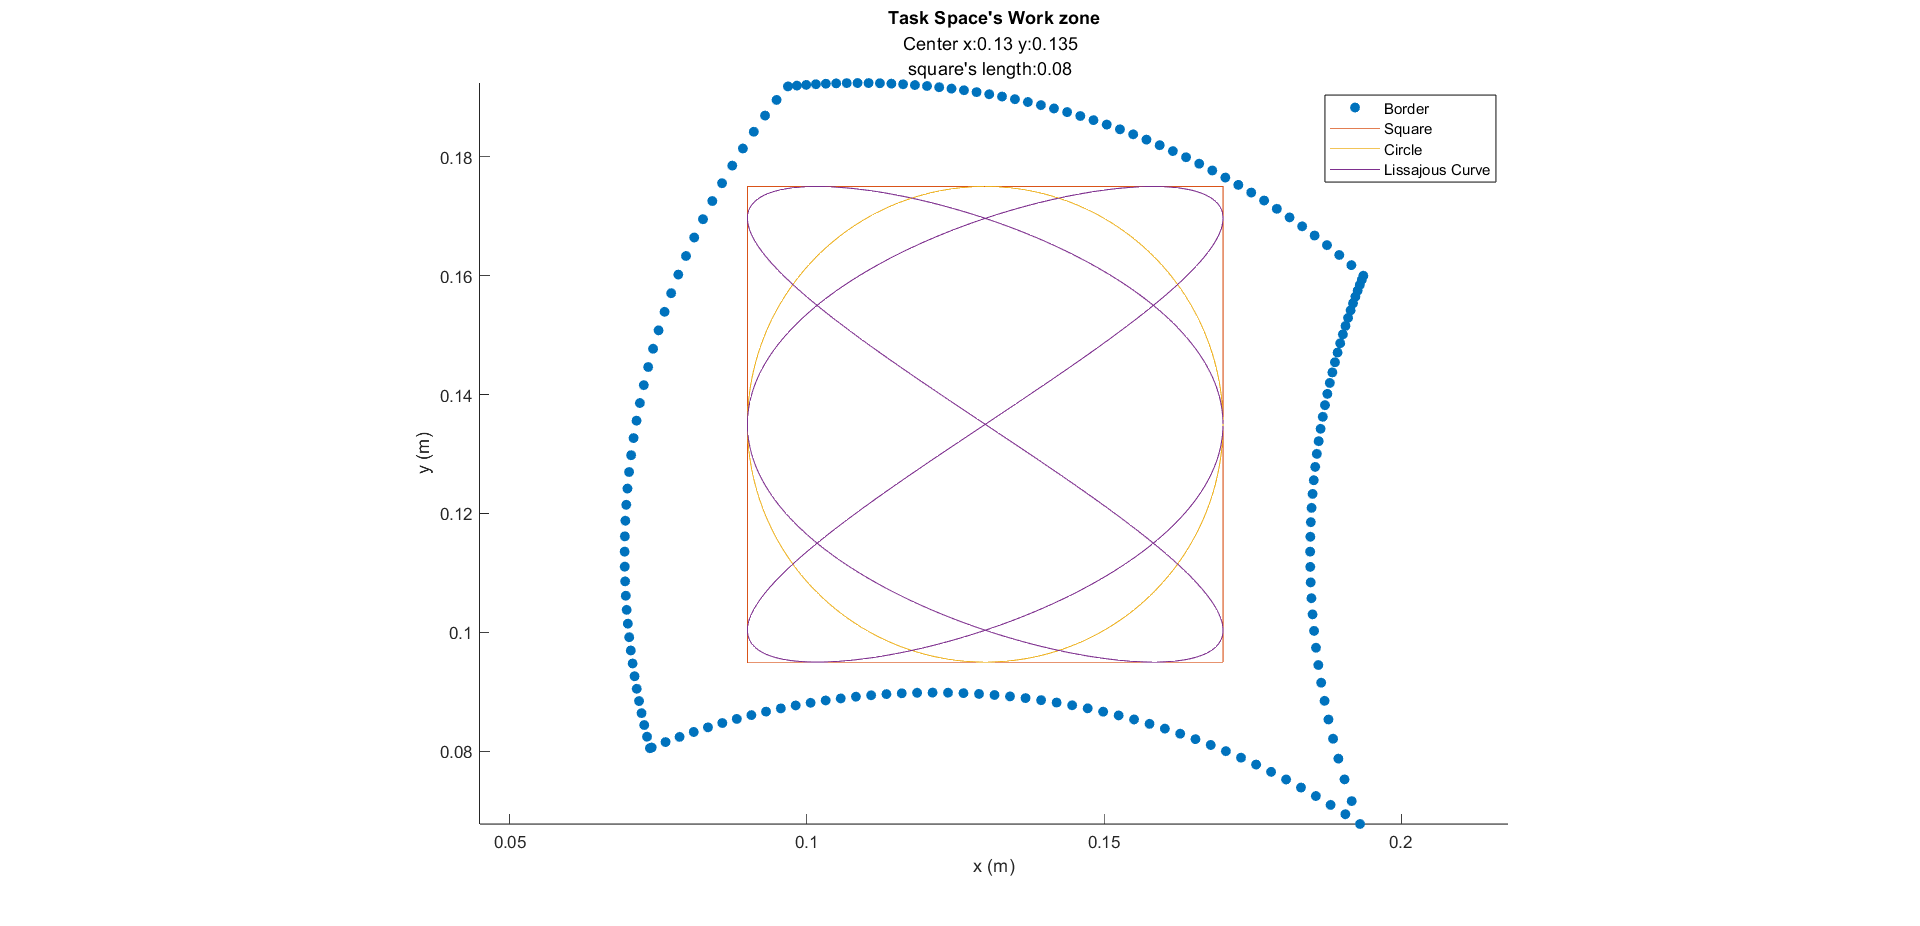 Task Space's Work zone
Center x:0.13 y:0.135
square's length:0.08
Border
Square
Circle
Lissajous Curve
0.18
0.16
0.14
0.12
0.1
0.08
y (m)
0.05
0.1
0.15
0.2
x (m)